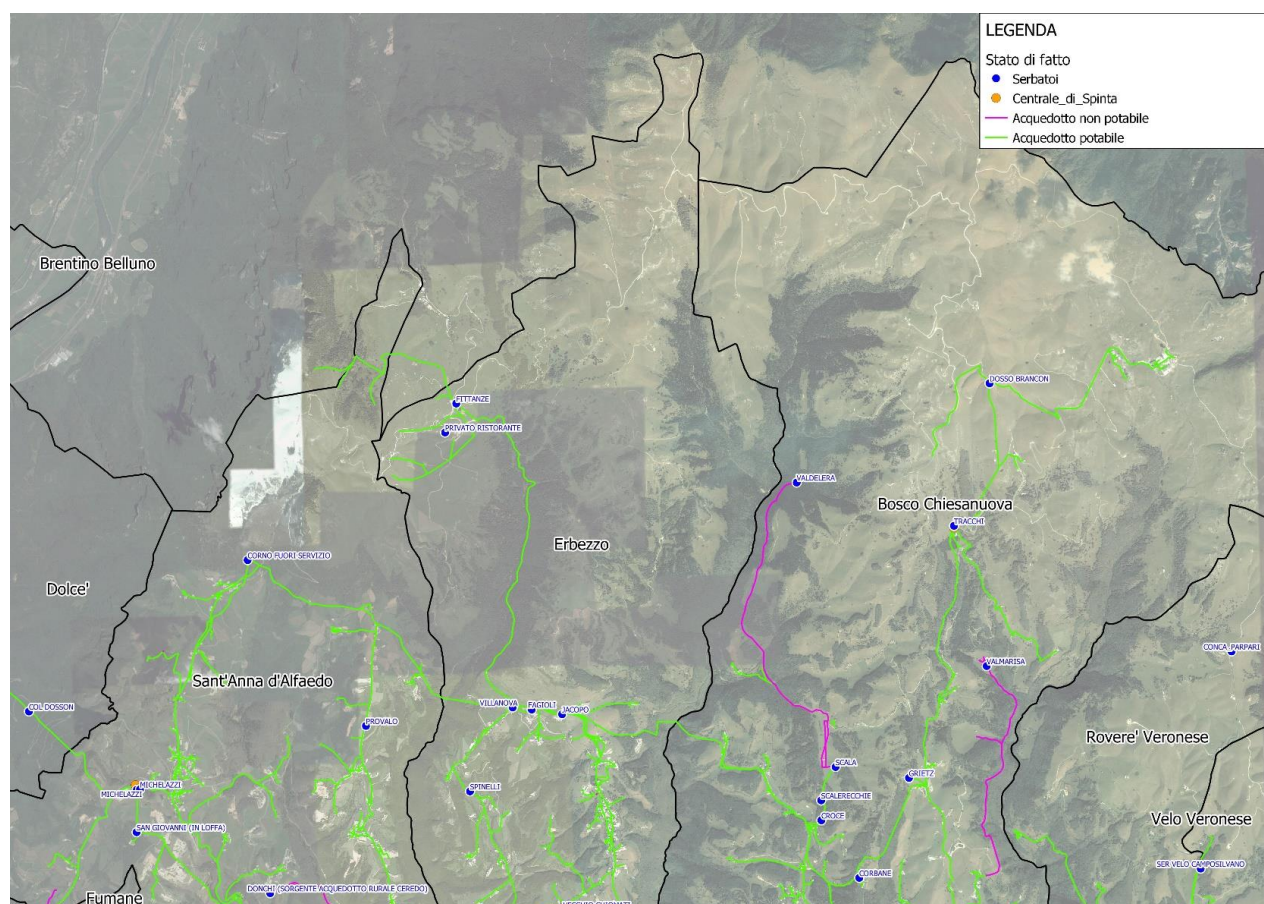 LEGENDA
Stato di fatto
Serbatoi
Centrale_di_Spinta
Acquedotto non potabile
Acquedotto potabile
Brentino Belluno
DOSSO BRANCON
FITTANZE
PRIVATO RISTORANTE
VALDELERA
Bosco Chiesanuova
TRACCHI
Erbezzo
CORNO FUORI SERVIZIO
Dolce'
CONCA PARPARI
VALMARISA
Sant'Anna d'Alfaedo
COL DOSSON
VILLANOVA
FAGIOLI
JACOPO
PROVALO
Rovere' Veronese
SCALA
GRIETZ
MICHELAZZI
MICHELAZZI
SPINELLI
SCALERECCHIE
CROCE
Velo Veronese
SAN GIOVANNI (IN LOFFA)
SER VELO CAMPOSILVANO
CORBANE
DONCHI (SORGENTE ACQUEDOTTO RURALE CEREDO)
Fumane